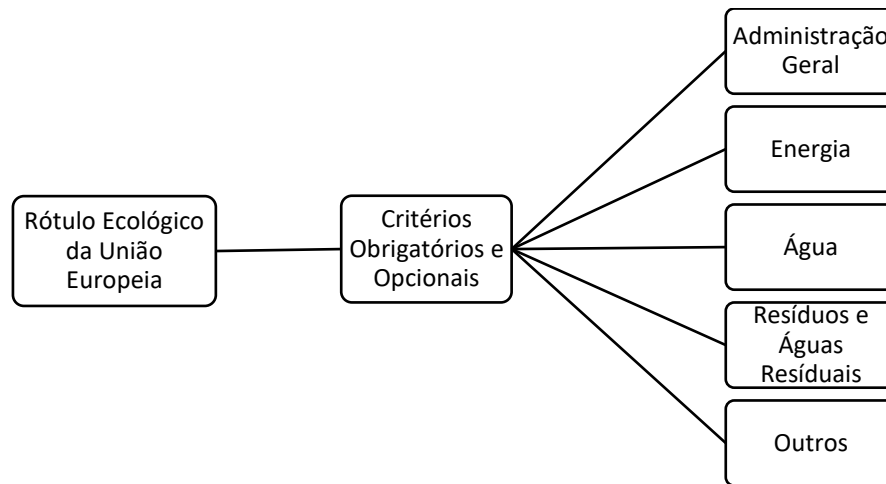 Rótulo Ecológico
da União
Europeia
Critérios
Obrigatórios e
Opcionais
Administração
Geral
Energia
Água
Resíduos e
Águas
Resíduais
Outros